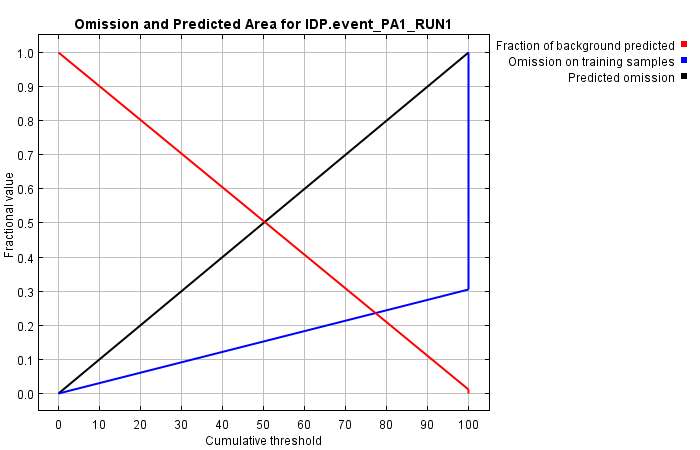 Omission and Predicted Area for IDP.event_PA1_RUN1
Fraction of background predicted
Omission on training samples
Predicted omission
Fractional value
1.0
0.9
0.8
0.7
0.6
0.5
0.4
0.3
0.2
0.1
0.0
0 10 20 30 40 50 60 70 80 90 100
Cumulative threshold